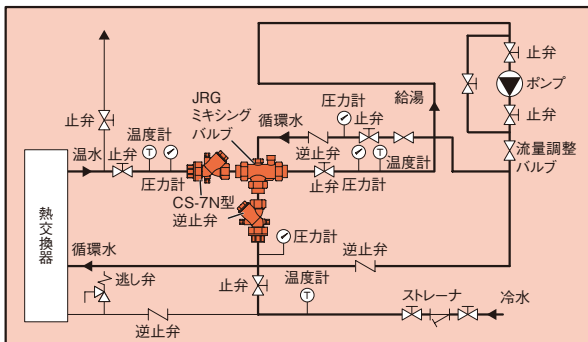 止弁
ポンプ
止弁
流量調整
バルブ
JRG
ミキシング
バルブ
圧力計
止弁
給湯
循環水
逆止弁
止弁
温水
止弁
温度計
圧力計
CS-7N型
逆止弁
止弁
圧力計
温度計
熱交換器
循環水
圧力計
逆止弁
逃し弁
止弁
温度計
ストレーナ
冷水
逆止弁
T
T
T